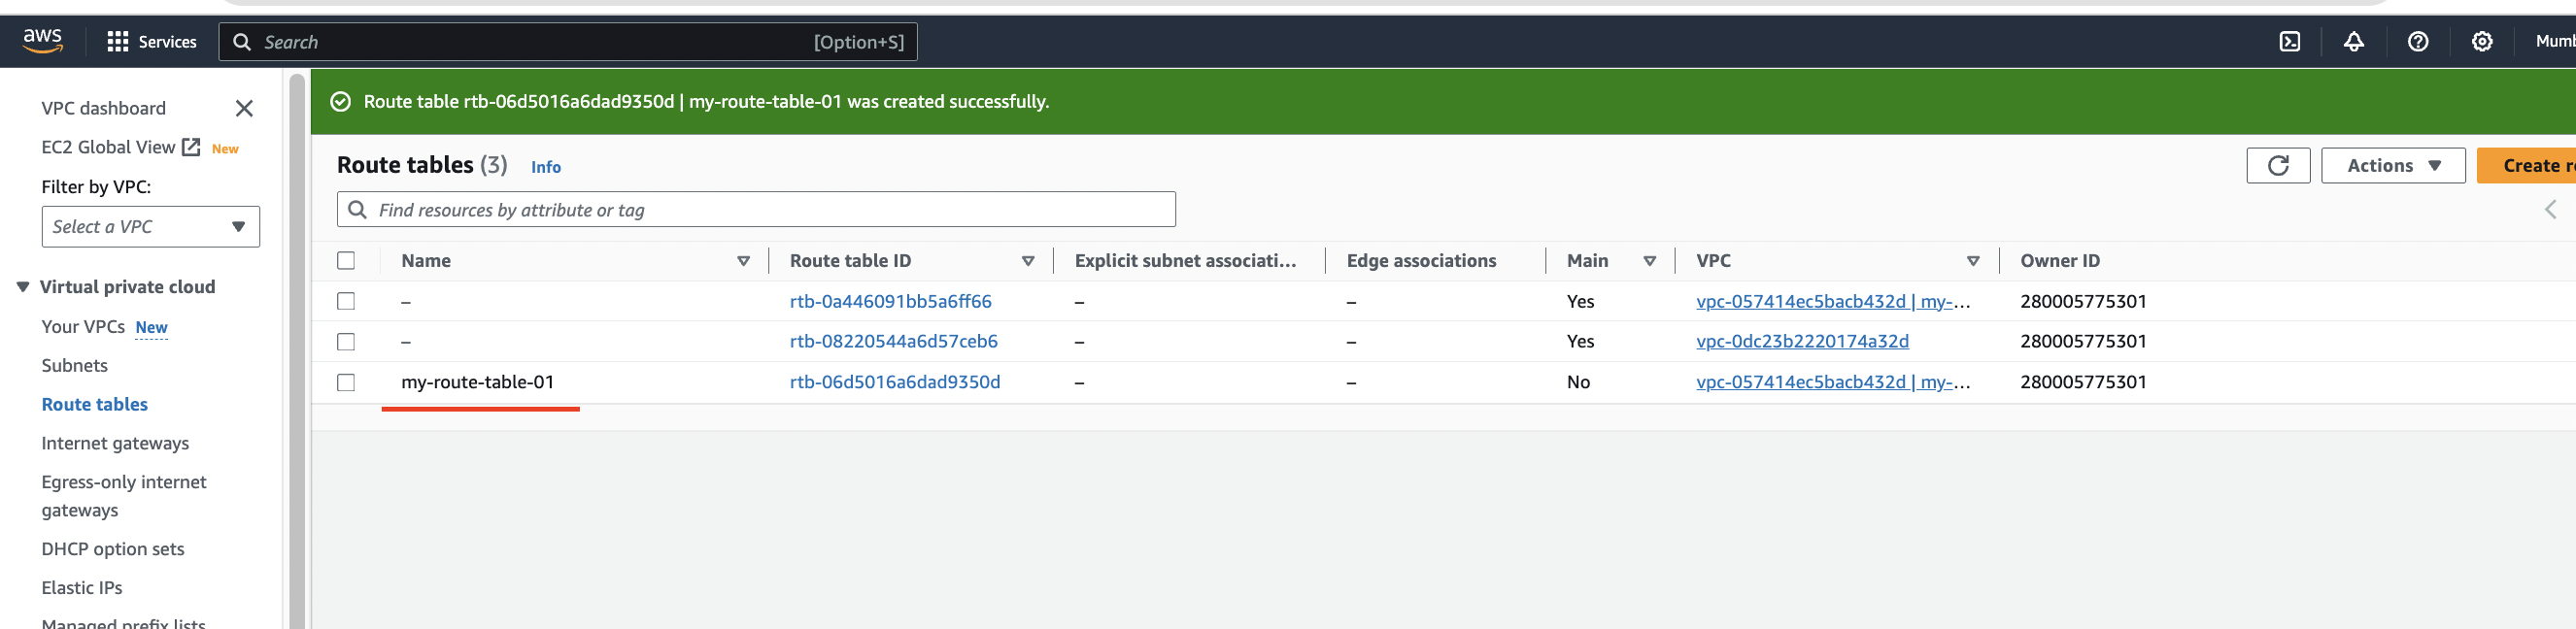 aws
Services
Search
[Option+S]
VPC dashboard
EC2 Global View New
Filter by VPC:
Select a VPC
Virtual private cloud
Your VPCs New
Subnets
Route tables
Internet gateways
Egress-only internet
gateways
DHCP option sets
Elastic IPs
Managed prefix lists
Route table rtb-06d5016a6dad9350d | my-route-table-01 was created successfully.
Route tables (3) Info
Actions
Create
Find resources by attribute or tag
Name Route table ID Explicit subnet associati... Edge associations Main VPC Owner ID
– rtb-0a446091bb5a6ff66 – – Yes vpc-057414ec5bacb432d | my-... 280005775301
– rtb-08220544a6d57ceb6 – – Yes vpc-0dc23b2220174a32d 280005775301
my-route-table-01 rtb-06d5016a6dad9350d – – No vpc-057414ec5bacb432d | my-... 280005775301